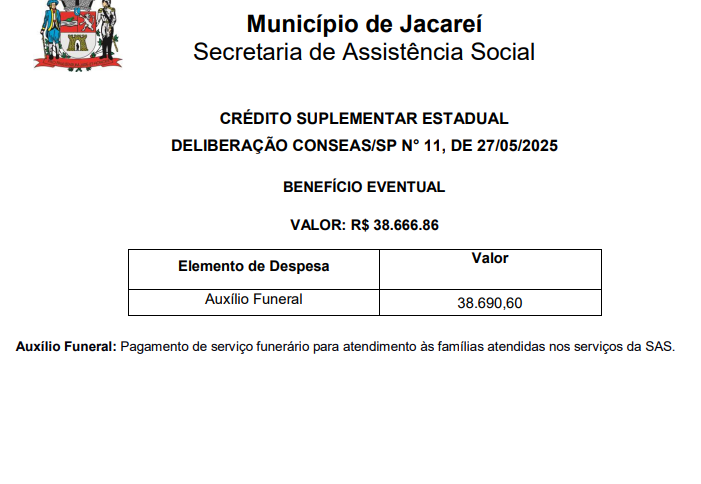 Município de Jacareí
Secretaria de Assistência Social
CRÉDITO SUPLEMENTAR ESTADUAL
DELIBERAÇÃO CONSEAS/SP N° 11, DE 27/05/2025
BENEFÍCIO EVENTUAL
VALOR: R$ 38.666.86
Elemento de Despesa Valor
Auxílio Funeral 38.690,60
Auxílio Funeral: Pagamento de serviço funerário para atendimento às famílias atendidas nos serviços da SAS.